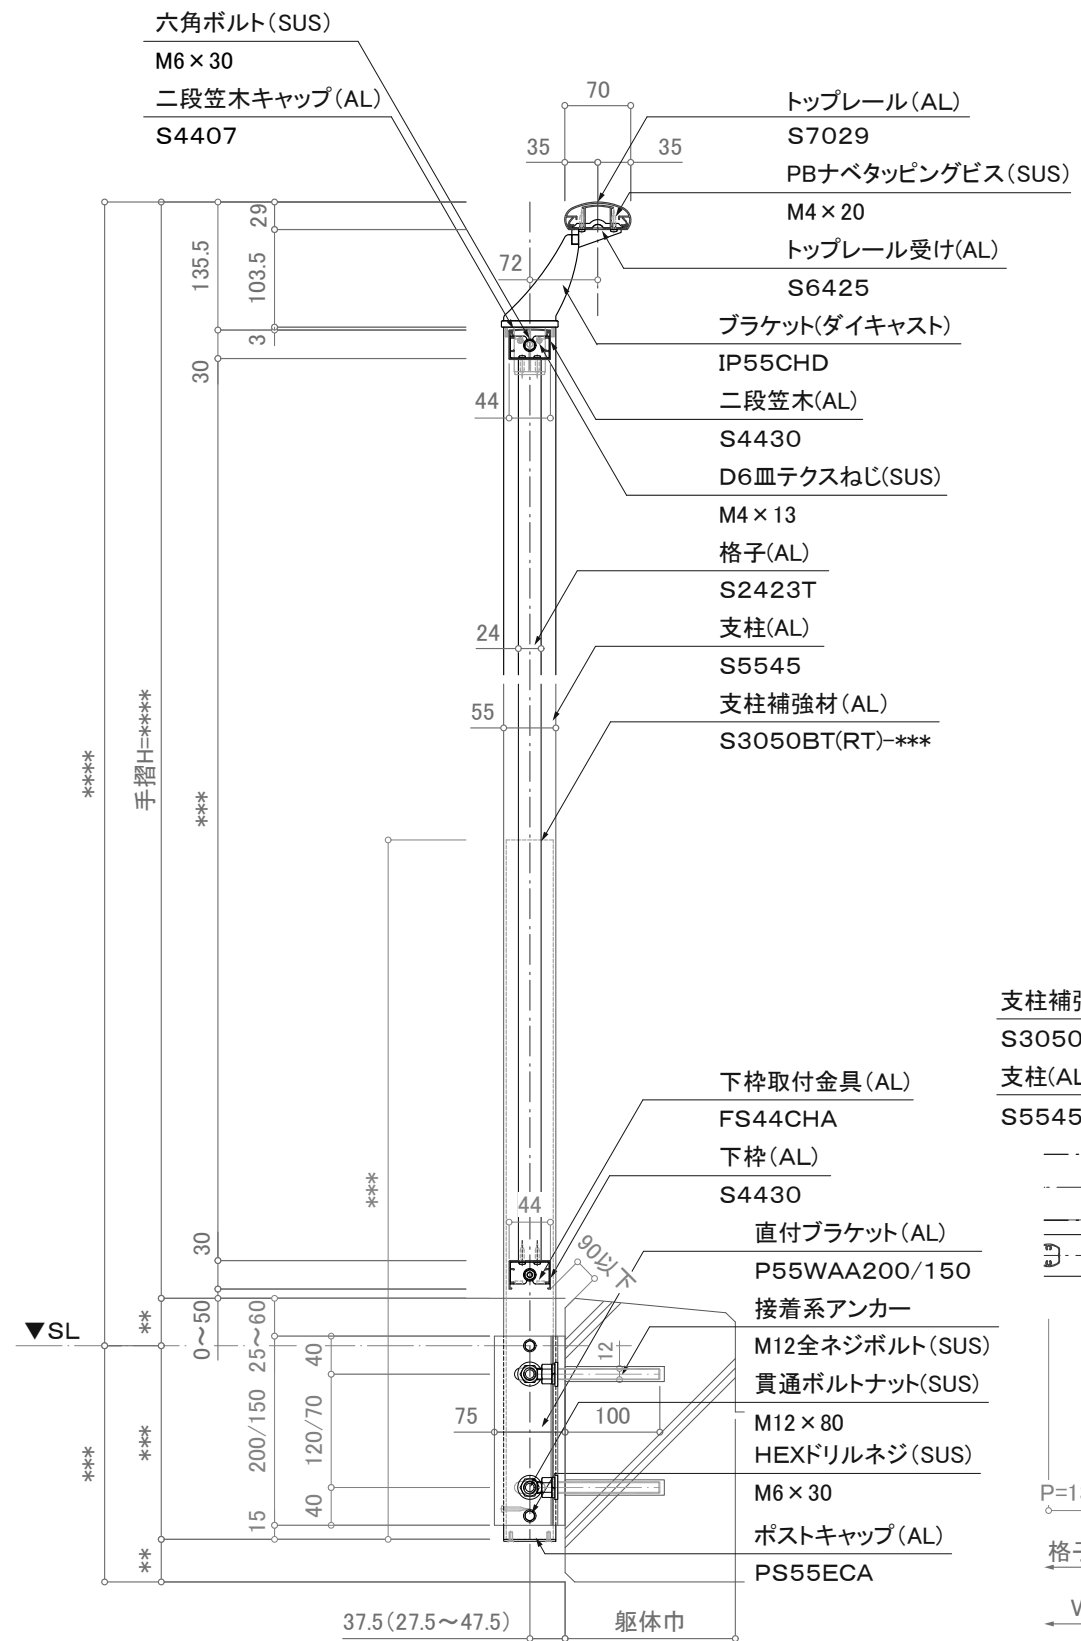 六角ボルト(SUS)
M6×30
二段笠木キャップ(AL)
S4407
70
35
35
トップレール(AL)
S7029
PBナベタッピングビス(SUS)
M4×20
トップレール受け(AL)
S6425
ブラケット(ダイキャスト)
IP55CHD
二段笠木(AL)
S4430
D6皿テクスねじ(SUS)
M4×13
格子(AL)
S2423T
支柱(AL)
S5545
支柱補強材(AL)
S3050BT(RT)-***
29
135.5
103.5
3
30
72
44
24
55
****
手摺H=****
***
***
30
支柱補強
S3050
支柱(AL
S5545
下枠取付金具(AL)
FS44CHA
下枠(AL)
S4430
直付ブラケット(AL)
P55WAA200/150
接着系アンカー
M12全ネジボルト(SUS)
貫通ボルトナット(SUS)
M12×80
HEXドリルネジ(SUS)
M6×30
ポストキャップ(AL)
PS55ECA
44
90以下
▼SL
**
0～50
25～60
40
12
75
100
***
***
200/150
120/70
15
40
**
37.5(27.5～47.5)
躯体巾